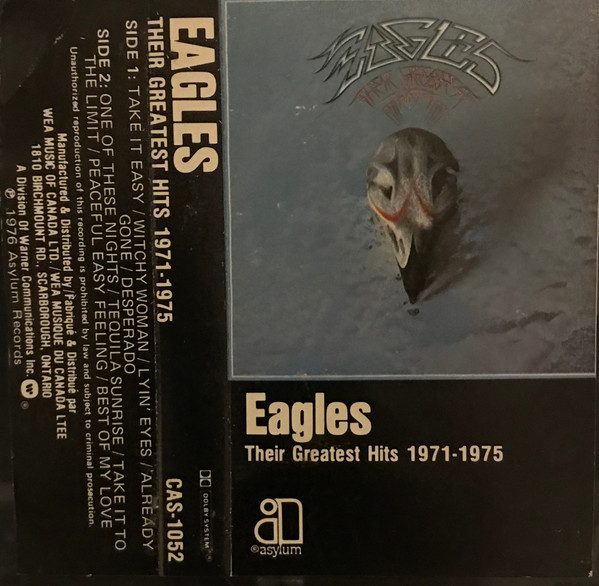 EAGLES
THEIR GREATEST HITS 1971-1975
SIDE 1: TAKE IT EASY / WITCHY WOMAN / LYIN' EYES / ALREADY
GONE / DESPERADO
SIDE 2: ONE OF THESE NIGHTS / TEQUILA SUNRISE / TAKE IT TO
THE LIMIT / PEACEFUL EASY FEELING / BEST OF MY LOVE
Unauthorized reproduction of this recording is prohibited by law and subject to criminal prosecution.
Manufactured & Distributed by / Fabriqué & Distribué par
WEA MUSIC OF CANADA LTD. / WEA MUSIQUE DU CANADA LTEE
1810 BIRCHMOUNT RD., SCARBOROUGH, ONTARIO
A Division Of Warner Communications Inc. ®
℗ 1976 Asylum Records
DOLBY SYSTEM
CAS-1052
EAGLES
THEIR GREATEST
Eagles
Their Greatest Hits 1971-1975
® asylum